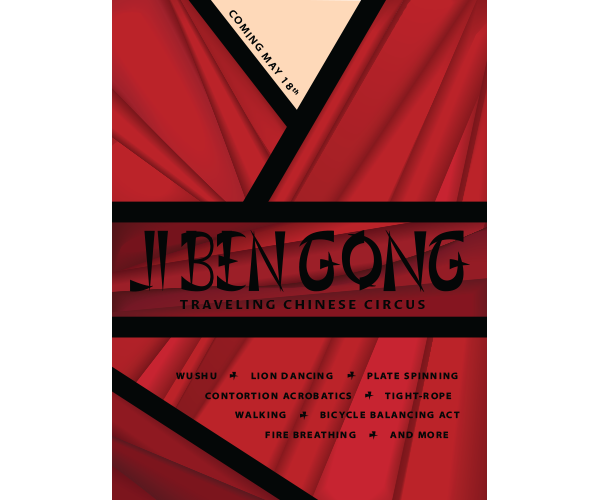 COMING MAY 18th
JI BEN GONG
TRAVELING CHINESE CIRCUS
WUSHU LION DANCING PLATE SPINNING
CONTORTION ACROBATICS TIGHT-ROPE
WALKING BICYCLE BALANCING ACT
FIRE BREATHING AND MORE